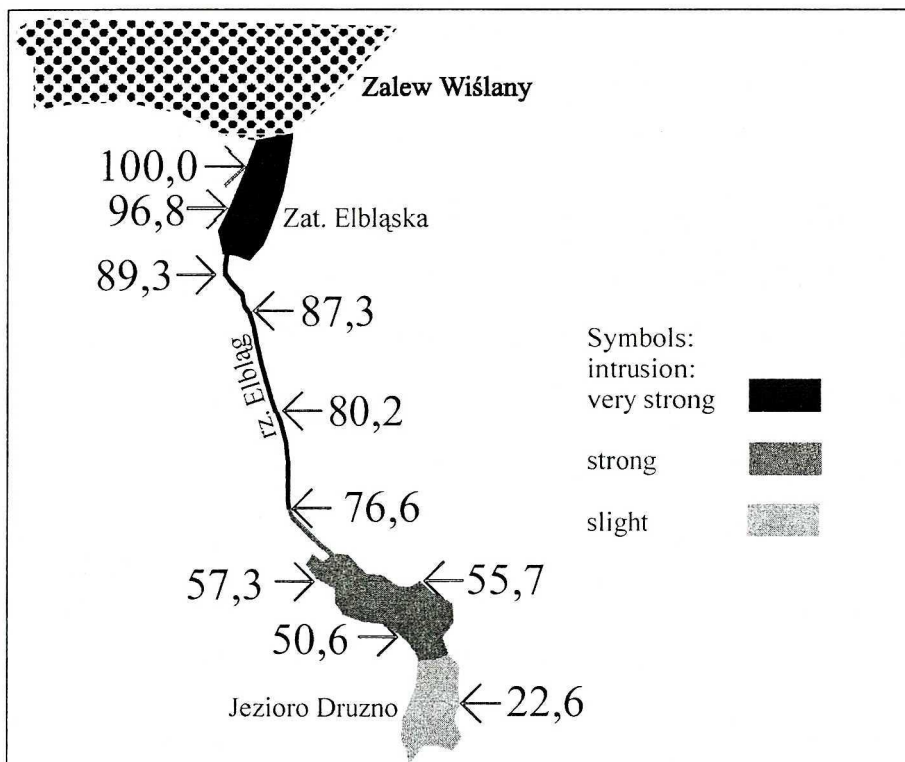 Zalew Wiślany
100,0
96,8
Zat. Elbląska
89,3
87,3
rz. Elbląg
80,2
76,6
57,3
55,7
50,6
Jezioro Druzno
22,6
Symbols:
intrusion:
very strong
strong
slight